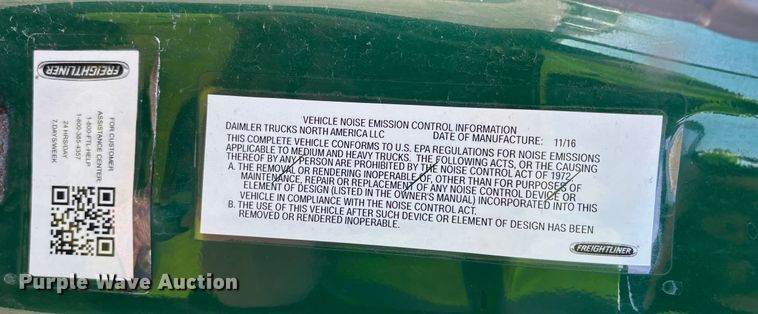 FREIGHTLINER
FOR CUSTOMER
ASSISTANCE CENTER:
1-800-FTL-HELP
1-800-385-4357
24 HRS/DAY
7 DAYS/WEEK
VEHICLE NOISE EMISSION CONTROL INFORMATION
DAIMLER TRUCKS NORTH AMERICA LLC DATE OF MANUFACTURE: 11/16
THIS COMPLETE VEHICLE CONFORMS TO U.S. EPA REGULATIONS FOR NOISE EMISSIONS
APPLICABLE TO MEDIUM AND HEAVY TRUCKS. THE FOLLOWING ACTS, OR THE CAUSING
THEREOF BY ANY PERSON ARE PROHIBITED BY THE NOISE CONTROL ACT OF 1972
A. THE REMOVAL OR RENDERING INOPERABLE OF, OTHER THAN FOR PURPOSES OF
MAINTENANCE, REPAIR OR REPLACEMENT OF ANY NOISE CONTROL DEVICE OR
ELEMENT OF DESIGN (LISTED IN THE OWNER'S MANUAL) INCORPORATED INTO THIS
VEHICLE IN COMPLIANCE WITH THE NOISE CONTROL ACT.
B. THE USE OF THIS VEHICLE AFTER SUCH DEVICE OR ELEMENT OF DESIGN HAS BEEN
REMOVED OR RENDERED INOPERABLE.
FREIGHTLINER
Purple Wave Auction